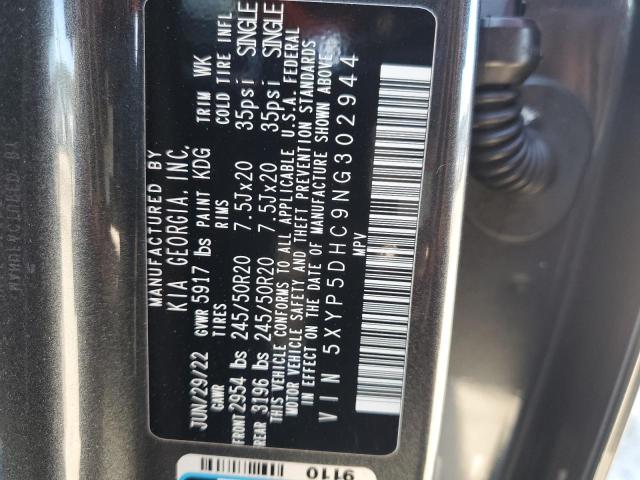 MANUFACTURED BY
KIA GEORGIA, INC.
JUN/29/22 GVWR 5917 lbs PAINT KDG TRIM WK
GAWR TIRES RIMS COLD TIRE INFL
FRONT 2954 lbs 245/50R20 7.5Jx20 35psi SINGLE
REAR 3196 lbs 245/50R20 7.5Jx20 35psi SINGLE
THIS VEHICLE CONFORMS TO ALL APPLICABLE U.S.A. FEDERAL
MOTOR VEHICLE SAFETY AND THEFT PREVENTION STANDARDS
IN EFFECT ON THE DATE OF MANUFACTURE SHOWN ABOVE.
VIN 5XYP5DHC9NG302944
MPV
9110